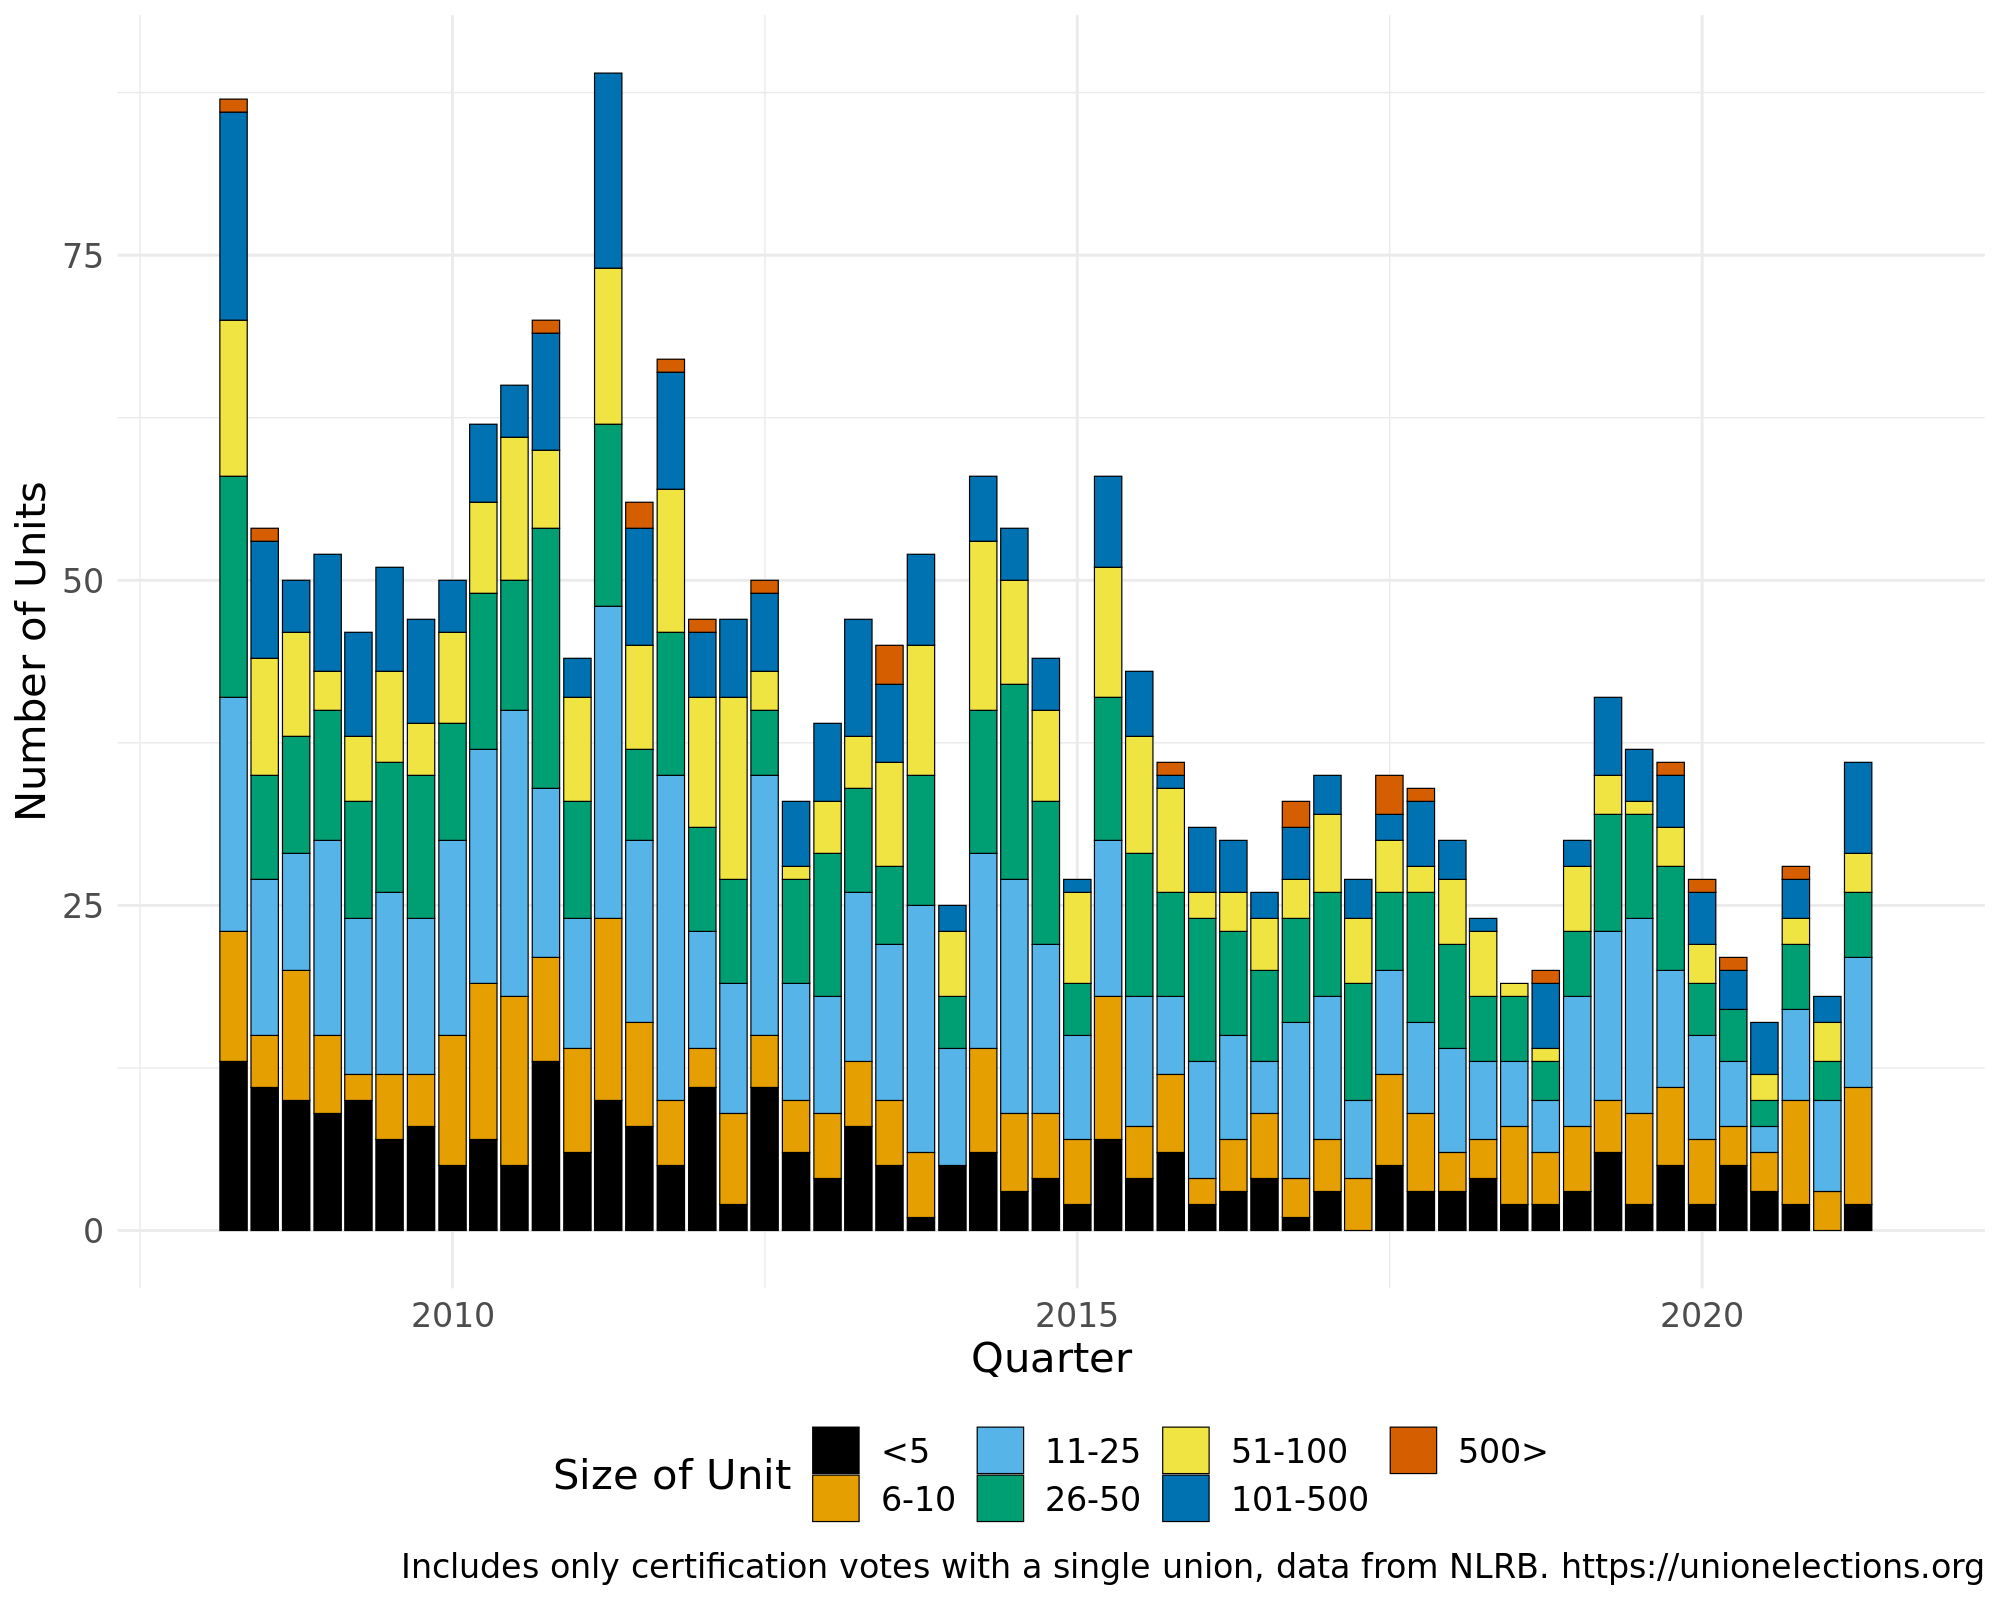 Number of Units
75
50
25
0
2010 2015 2020
Quarter
Size of Unit
<5 11-25 51-100 500>
6-10 26-50 101-500
Includes only certification votes with a single union, data from NLRB. https://unionelections.org